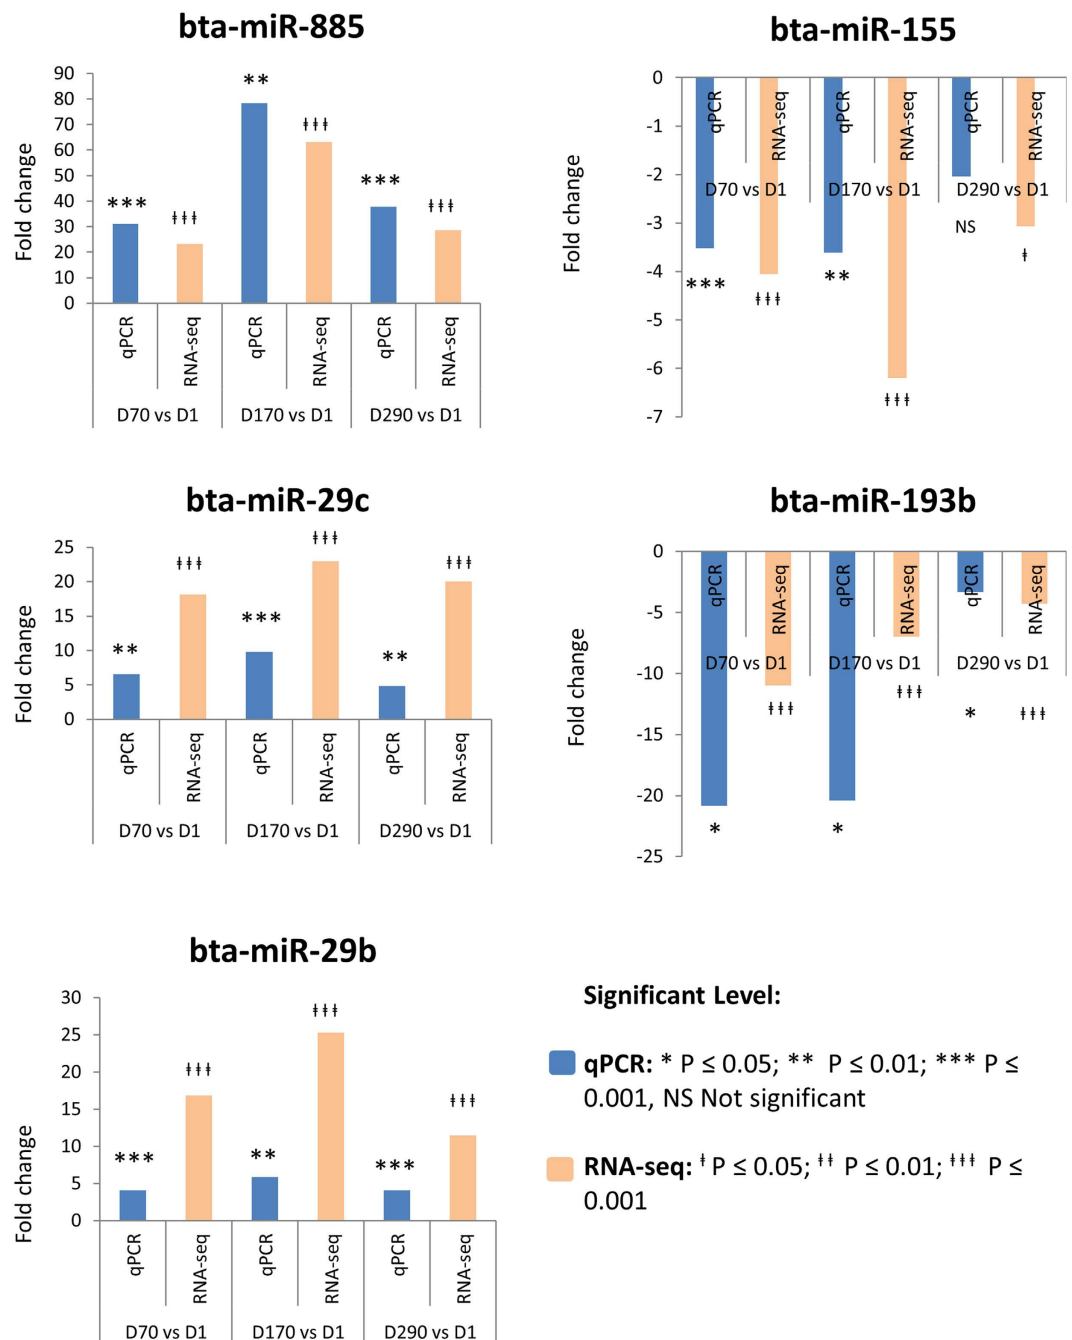 bta-miR-885
Fold change
90
80
70
60
50
40
30
20
10
0
*** ǂǂǂ ** ǂǂǂ *** ǂǂǂ
qPCR RNA-seq qPCR RNA-seq qPCR RNA-seq
D70 vs D1 D170 vs D1 D290 vs D1
bta-miR-155
Fold change
0
-1
-2
-3
-4
-5
-6
-7
qPCR RNA-seq qPCR RNA-seq qPCR RNA-seq
D70 vs D1 D170 vs D1 D290 vs D1
*** ǂǂǂ ** ǂǂǂ NS ǂ
bta-miR-29c
Fold change
25
20
15
10
5
0
** ǂǂǂ *** ǂǂǂ ** ǂǂǂ
qPCR RNA-seq qPCR RNA-seq qPCR RNA-seq
D70 vs D1 D170 vs D1 D290 vs D1
bta-miR-193b
Fold change
0
-5
-10
-15
-20
-25
qPCR RNA-seq qPCR RNA-seq qPCR RNA-seq
D70 vs D1 D170 vs D1 D290 vs D1
* ǂǂǂ * ǂǂǂ * ǂǂǂ
bta-miR-29b
Fold change
30
25
20
15
10
5
0
*** ǂǂǂ ** ǂǂǂ *** ǂǂǂ
qPCR RNA-seq qPCR RNA-seq qPCR RNA-seq
D70 vs D1 D170 vs D1 D290 vs D1
Significant Level:
qPCR: * P ≤ 0.05; ** P ≤ 0.01; *** P ≤
0.001, NS Not significant
RNA-seq: ǂ P ≤ 0.05; ǂǂ P ≤ 0.01; ǂǂǂ P ≤
0.001